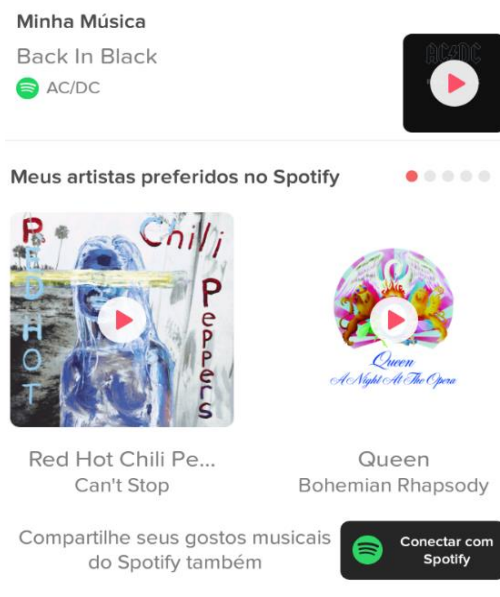 Minha Música
Back In Black
AC/DC
AC/DC
Meus artistas preferidos no Spotify
Red Hot
Chili
Peppers
Queen
A Night At The Opera
Red Hot Chili Pe...
Can't Stop
Queen
Bohemian Rhapsody
Compartilhe seus gostos musicais
do Spotify também
Conectar com
Spotify